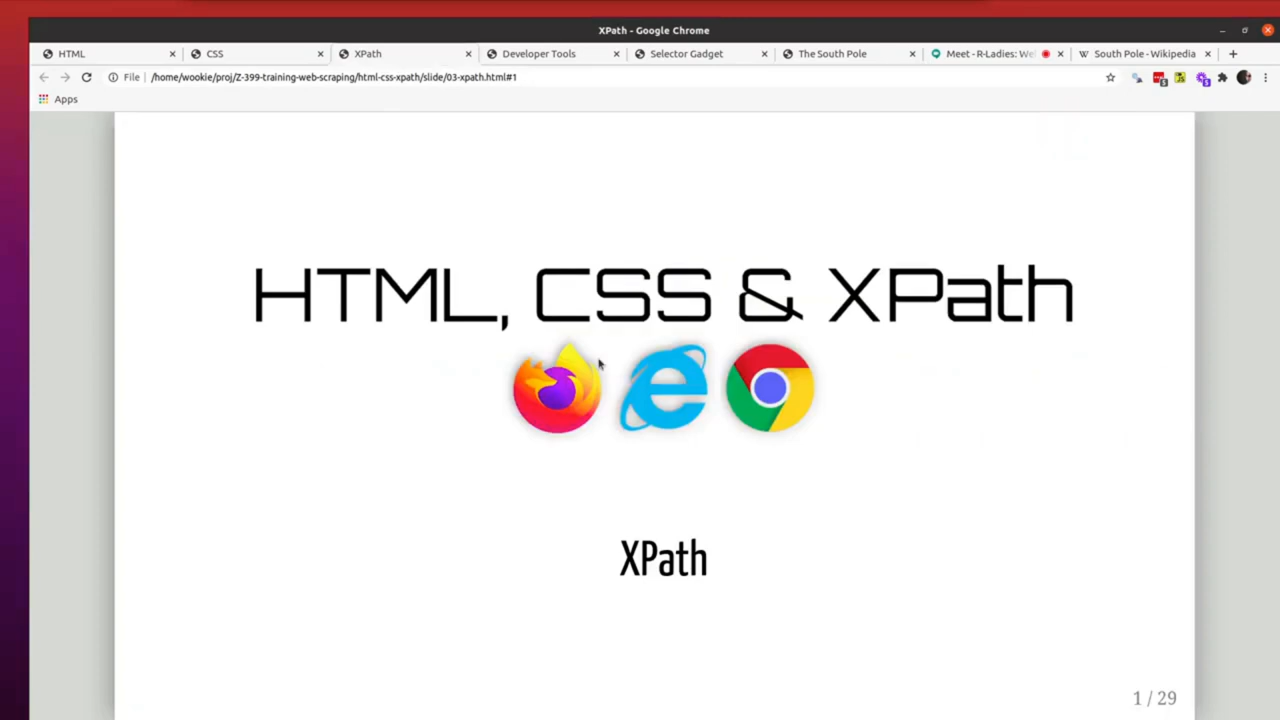 XPath - Google Chrome
HTML
CSS
XPath
Developer Tools
Selector Gadget
The South Pole
Meet - R-Ladies: We
South Pole - Wikipedia
File
/home/wookie/proj/Z-399-training-web-scraping/html-css-xpath/slide/03-xpath.html#1
Apps
HTML, CSS & XPath
XPath
1 / 29